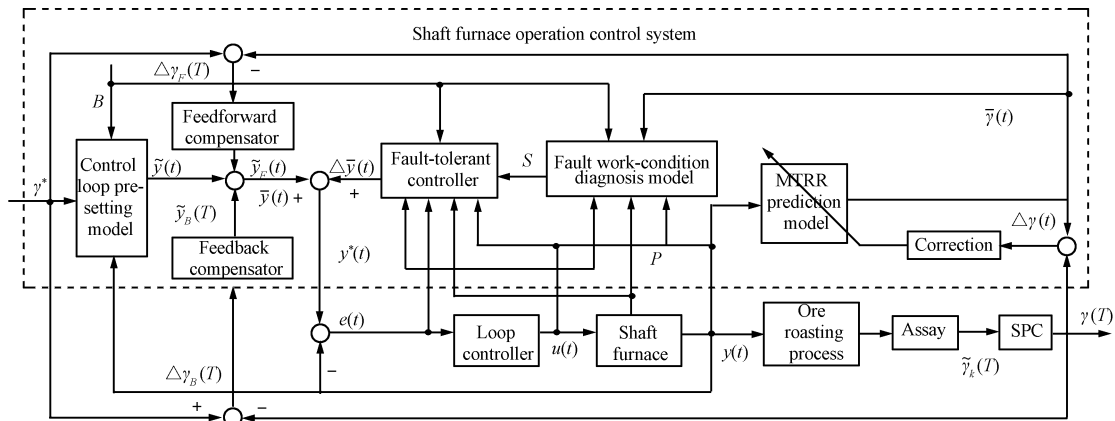 Shaft furnace operation control system
−
△γ_F(T)
B
Feedforward
compensator
γ̄(t)
Control
loop pre-
setting
model
ỹ(t)
ỹ_F(t)
△ȳ(t)
Fault-tolerant
controller
S
Fault work-condition
diagnosis model
MTRR
prediction
model
γ*
ȳ(t) +
+
ỹ_B(T)
△γ(t)
Feedback
compensator
y*(t)
P
Correction
e(t)
Loop
controller
u(t)
Shaft
furnace
y(t)
Ore
roasting
process
Assay
SPC
γ(T)
γ̃_k(T)
−
△γ_B(T)
+
−